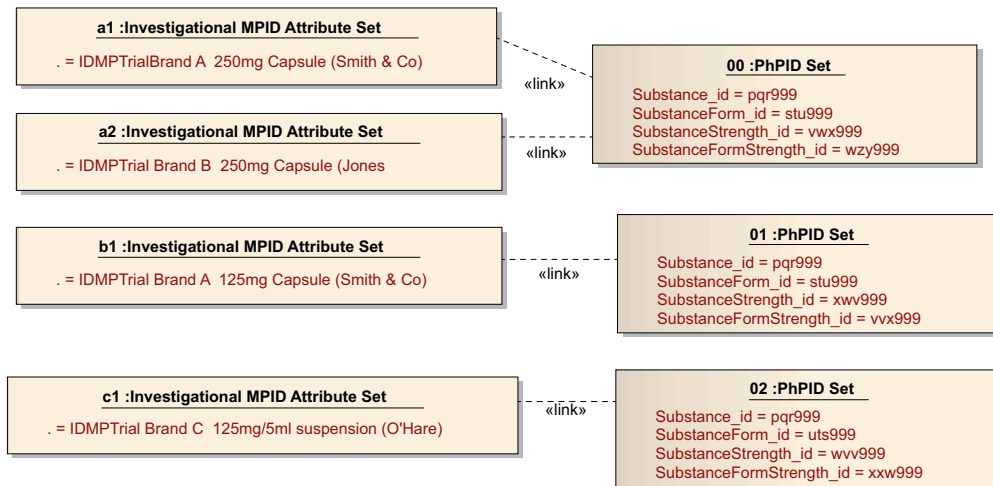 a1 :Investigational MPID Attribute Set
. = IDMPTrialBrand A 250mg Capsule (Smith & Co)
«link»
00 :PhPID Set
Substance_id = pqr999
SubstanceForm_id = stu999
SubstanceStrength_id = vwx999
SubstanceFormStrength_id = wzy999
a2 :Investigational MPID Attribute Set
. = IDMPTrial Brand B 250mg Capsule (Jones
«link»
b1 :Investigational MPID Attribute Set
. = IDMPTrial Brand A 125mg Capsule (Smith & Co)
«link»
01 :PhPID Set
Substance_id = pqr999
SubstanceForm_id = stu999
SubstanceStrength_id = xwv999
SubstanceFormStrength_id = vvx999
c1 :Investigational MPID Attribute Set
. = IDMPTrial Brand C 125mg/5ml suspension (O'Hare)
«link»
02 :PhPID Set
Substance_id = pqr999
SubstanceForm_id = uts999
SubstanceStrength_id = wvv999
SubstanceFormStrength_id = xxw999